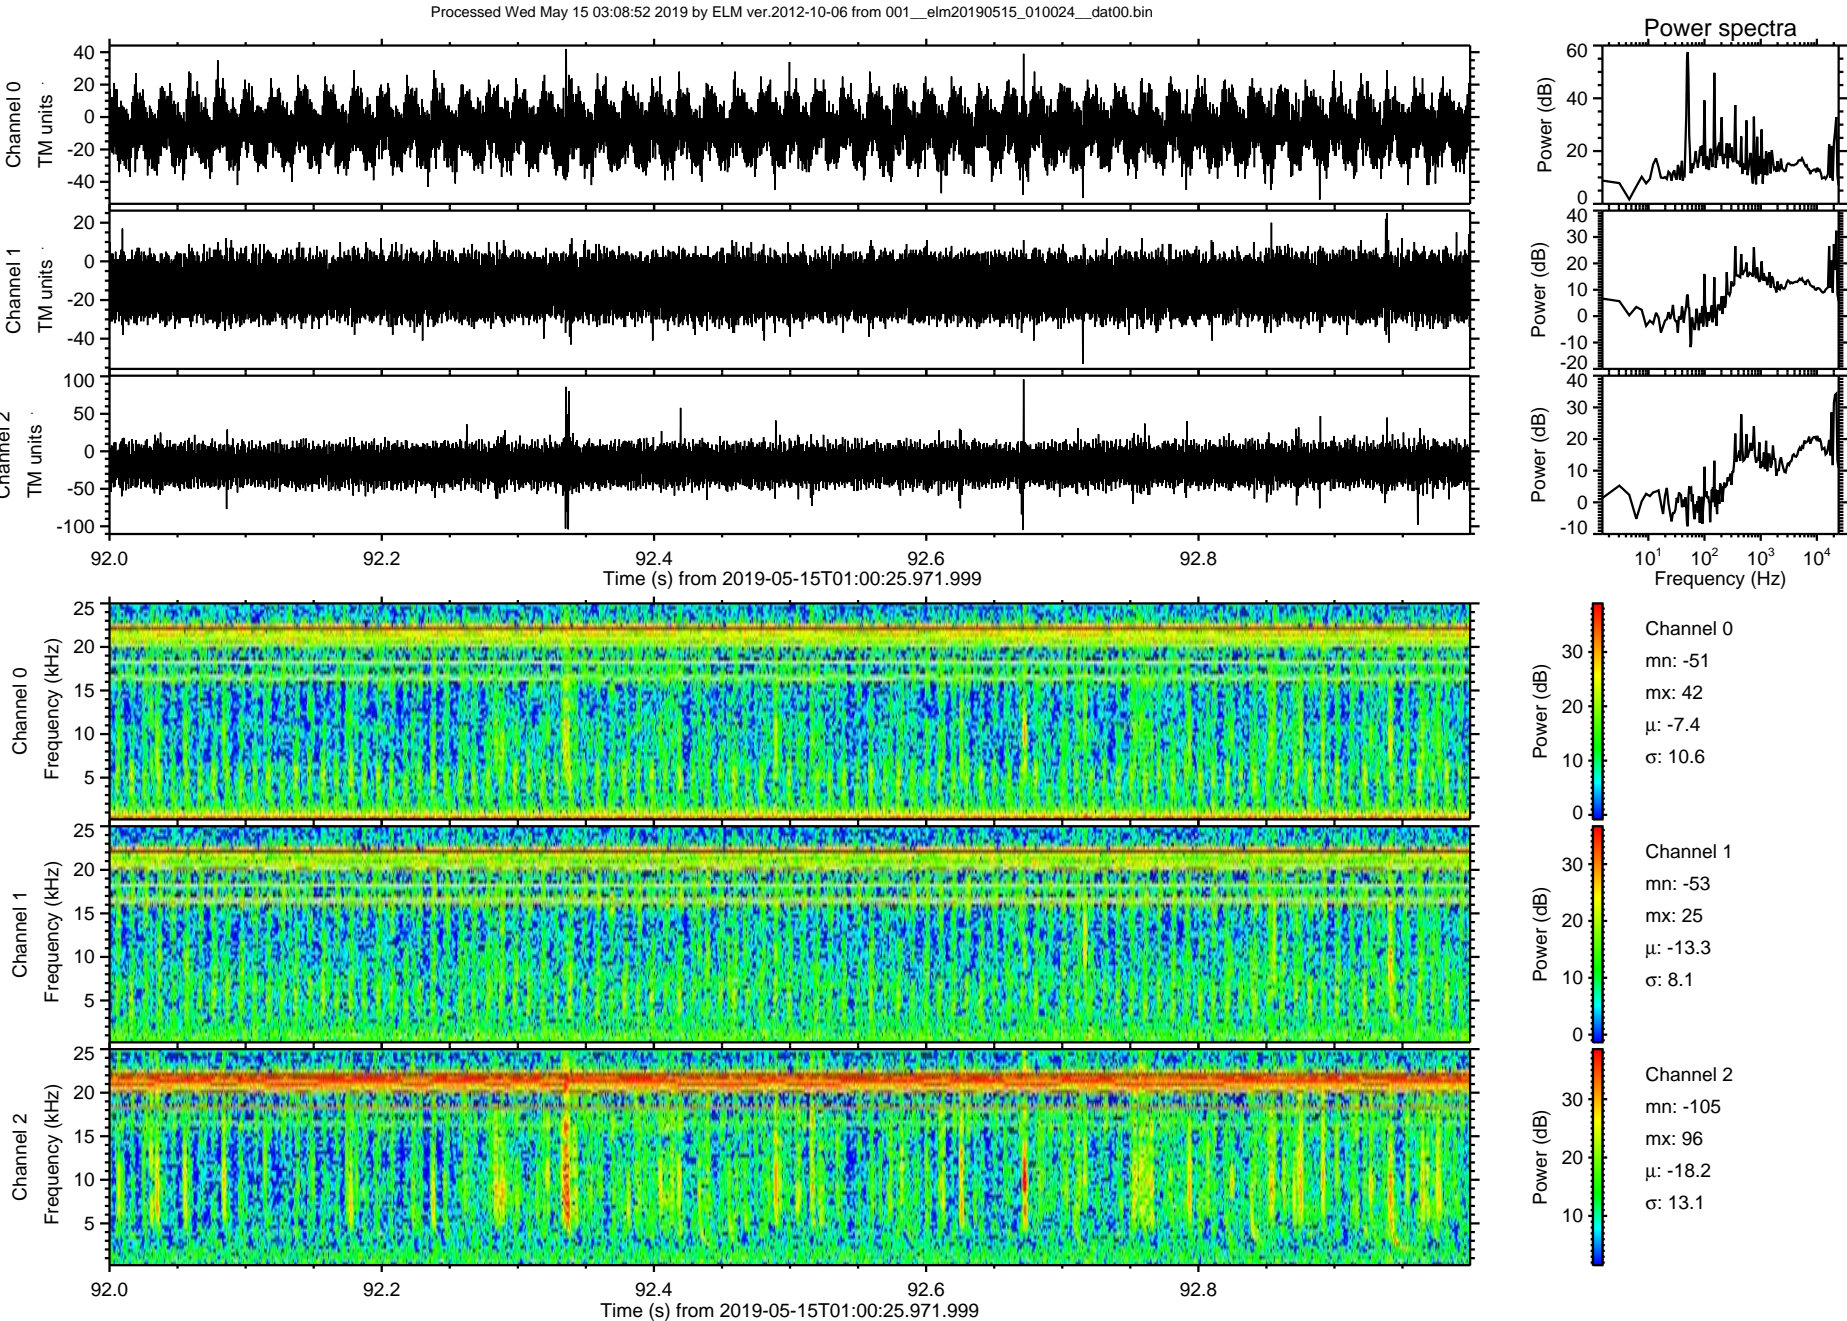 Processed Wed May 15 03:08:52 2019 by ELM ver.2012-10-06 from 001__elm20190515_010024__dat00.bin
Power spectra
Channel 0
TM units
40
20
0
-20
-40
Power (dB)
60
40
20
0
Channel 1
TM units
20
0
-20
-40
Power (dB)
40
30
20
10
0
-10
-20
Channel 2
TM units
100
50
0
-50
-100
Power (dB)
40
30
20
10
0
-10
92.0 92.2 92.4 92.6 92.8
Time (s) from 2019-05-15T01:00:25.971.999
10^1 10^2 10^3 10^4
Frequency (Hz)
Channel 0
Frequency (kHz)
25
20
15
10
5
Power (dB)
30
20
10
0
Channel 0
mn: -51
mx: 42
μ: -7.4
σ: 10.6
Channel 1
Frequency (kHz)
25
20
15
10
5
Power (dB)
30
20
10
0
Channel 1
mn: -53
mx: 25
μ: -13.3
σ: 8.1
Channel 2
Frequency (kHz)
25
20
15
10
5
Power (dB)
30
20
10
Channel 2
mn: -105
mx: 96
μ: -18.2
σ: 13.1
92.0 92.2 92.4 92.6 92.8
Time (s) from 2019-05-15T01:00:25.971.999